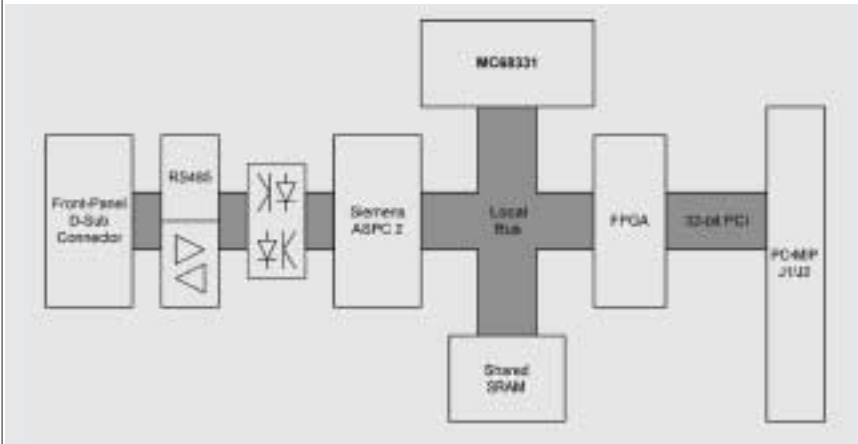 MC68331
Front-Panel
D-Sub
Connector
RS485
Siemens
ASPC 2
Local
Bus
FPGA
32-bit PCI
PC-MIP
J1/J2
Shared
SRAM